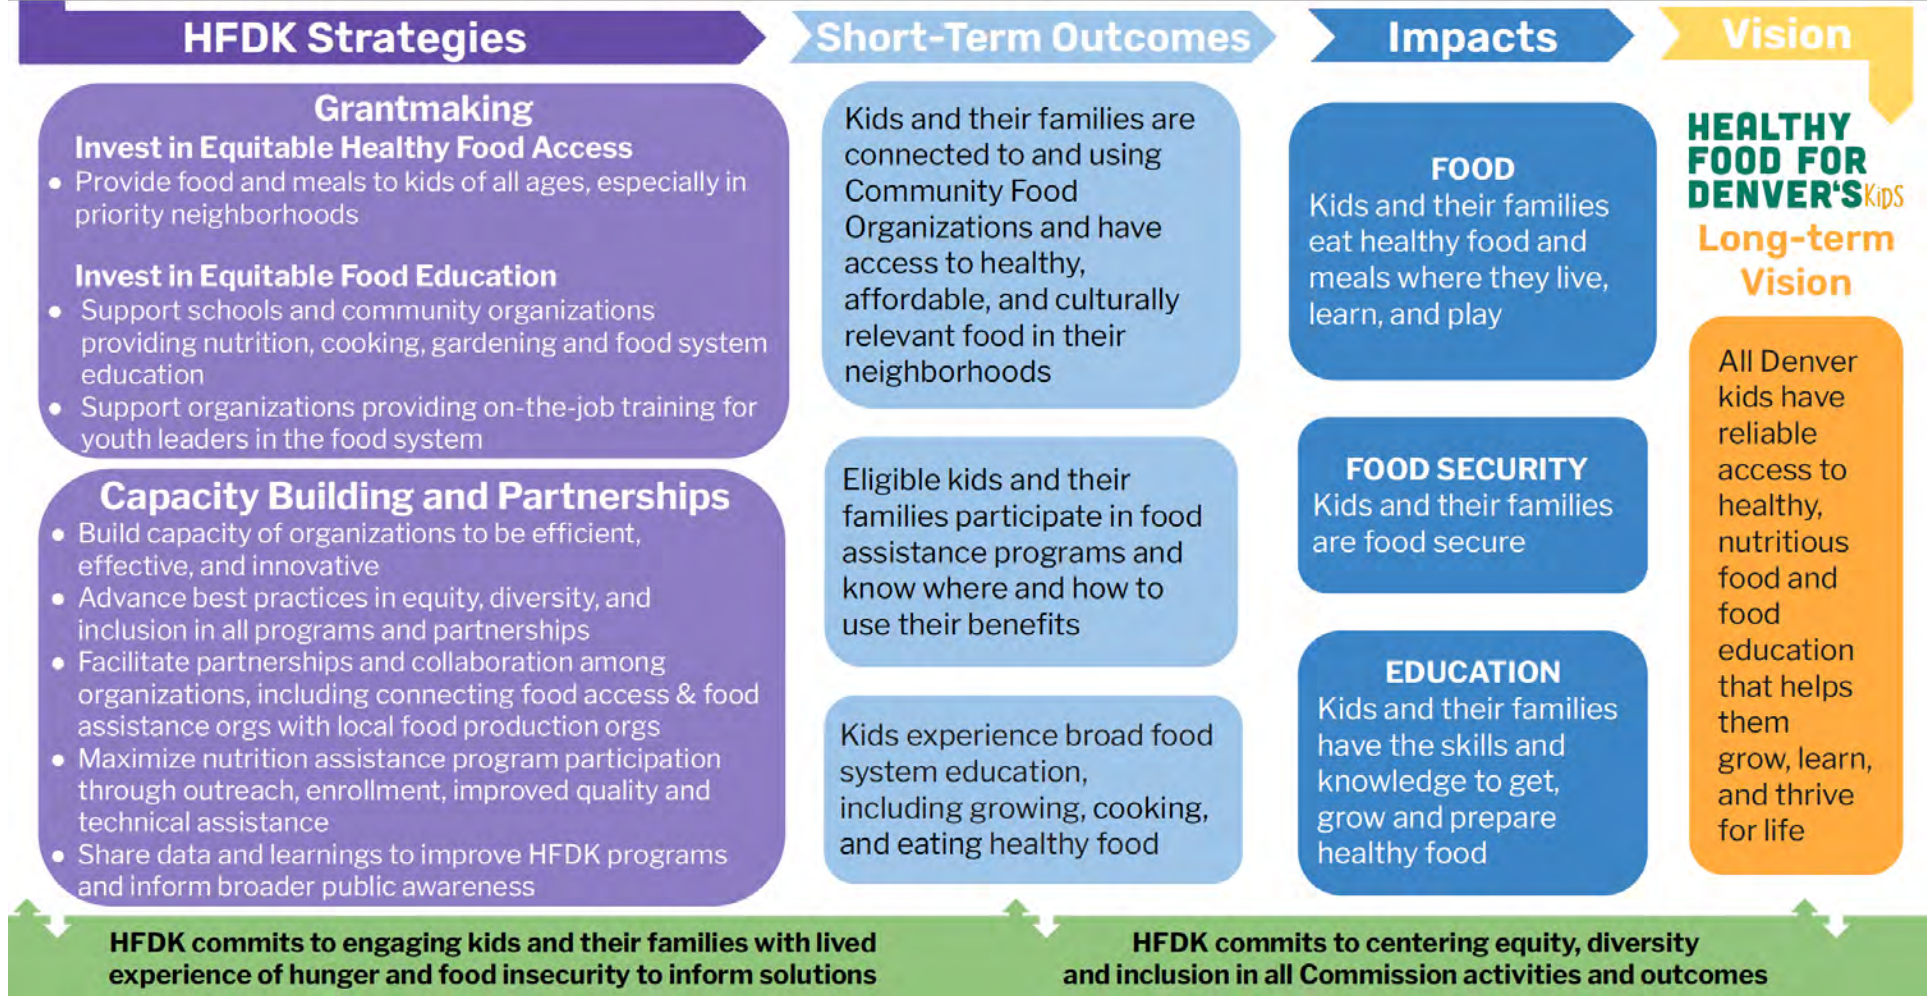 HFDK Strategies
Short-Term Outcomes
Impacts
Vision
Grantmaking
Invest in Equitable Healthy Food Access
● Provide food and meals to kids of all ages, especially in
priority neighborhoods
Invest in Equitable Food Education
● Support schools and community organizations
providing nutrition, cooking, gardening and food system
education
● Support organizations providing on-the-job training for
youth leaders in the food system
Capacity Building and Partnerships
● Build capacity of organizations to be efficient,
effective, and innovative
● Advance best practices in equity, diversity, and
inclusion in all programs and partnerships
● Facilitate partnerships and collaboration among
organizations, including connecting food access & food
assistance orgs with local food production orgs
● Maximize nutrition assistance program participation
through outreach, enrollment, improved quality and
technical assistance
● Share data and learnings to improve HFDK programs
and inform broader public awareness
Kids and their families are
connected to and using
Community Food
Organizations and have
access to healthy,
affordable, and culturally
relevant food in their
neighborhoods
Eligible kids and their
families participate in food
assistance programs and
know where and how to
use their benefits
Kids experience broad food
system education,
including growing, cooking,
and eating healthy food
FOOD
Kids and their families
eat healthy food and
meals where they live,
learn, and play
FOOD SECURITY
Kids and their families
are food secure
EDUCATION
Kids and their families
have the skills and
knowledge to get,
grow and prepare
healthy food
HEALTHY
FOOD FOR
DENVER'S KiDS
Long-term
Vision
All Denver
kids have
reliable
access to
healthy,
nutritious
food and
food
education
that helps
them
grow, learn,
and thrive
for life
HFDK commits to engaging kids and their families with lived
experience of hunger and food insecurity to inform solutions
HFDK commits to centering equity, diversity
and inclusion in all Commission activities and outcomes